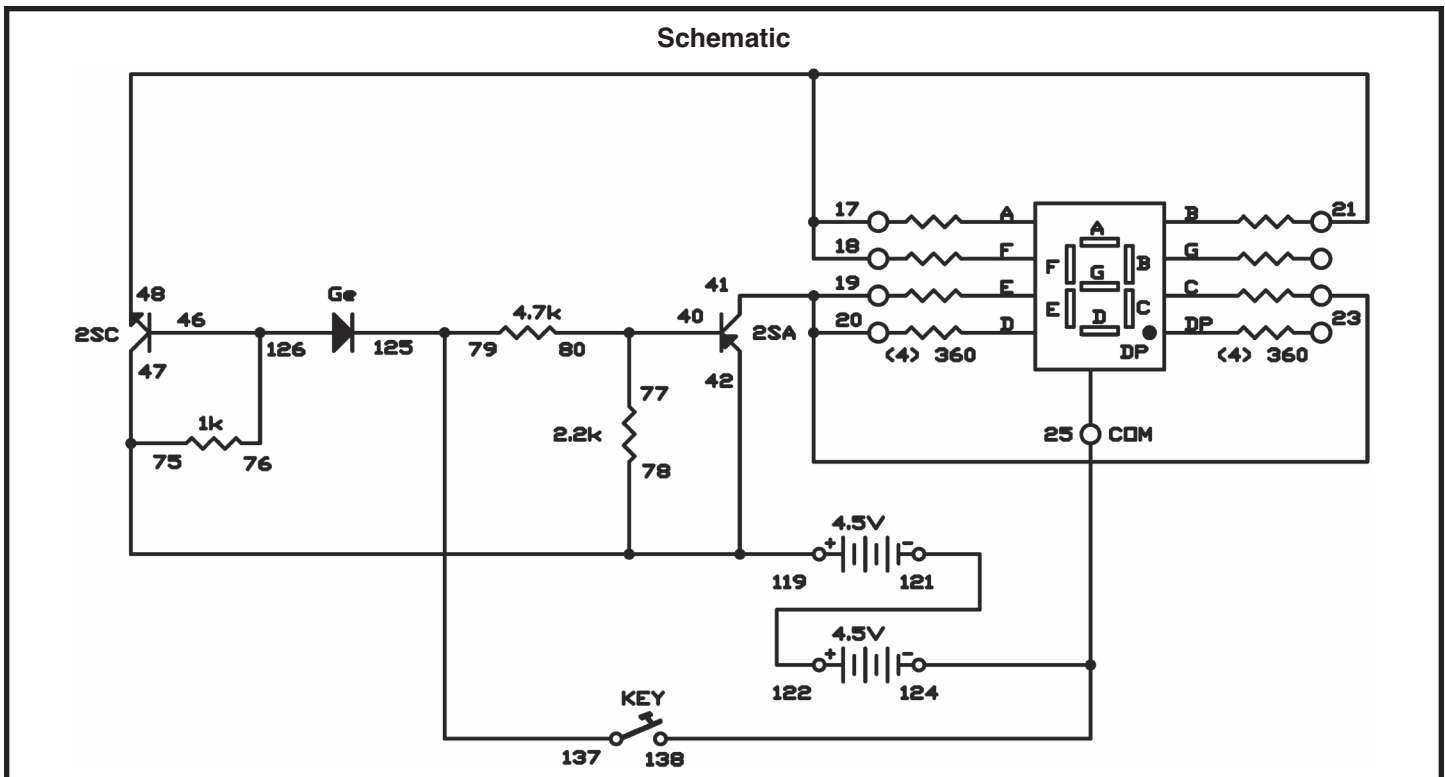 Schematic
17 A B 21
A
18 F G
F B
G
48 Ge 41 19 E C
4.7k E C
2SC 46 40 20 D D DP 23
126 125 79 80 2SA (4) 360 DP (4) 360
47 42
77
1k 2.2k 25 COM
75 76 78
4.5V
+ -
119 121
4.5V
+ -
122 124
KEY
137 138